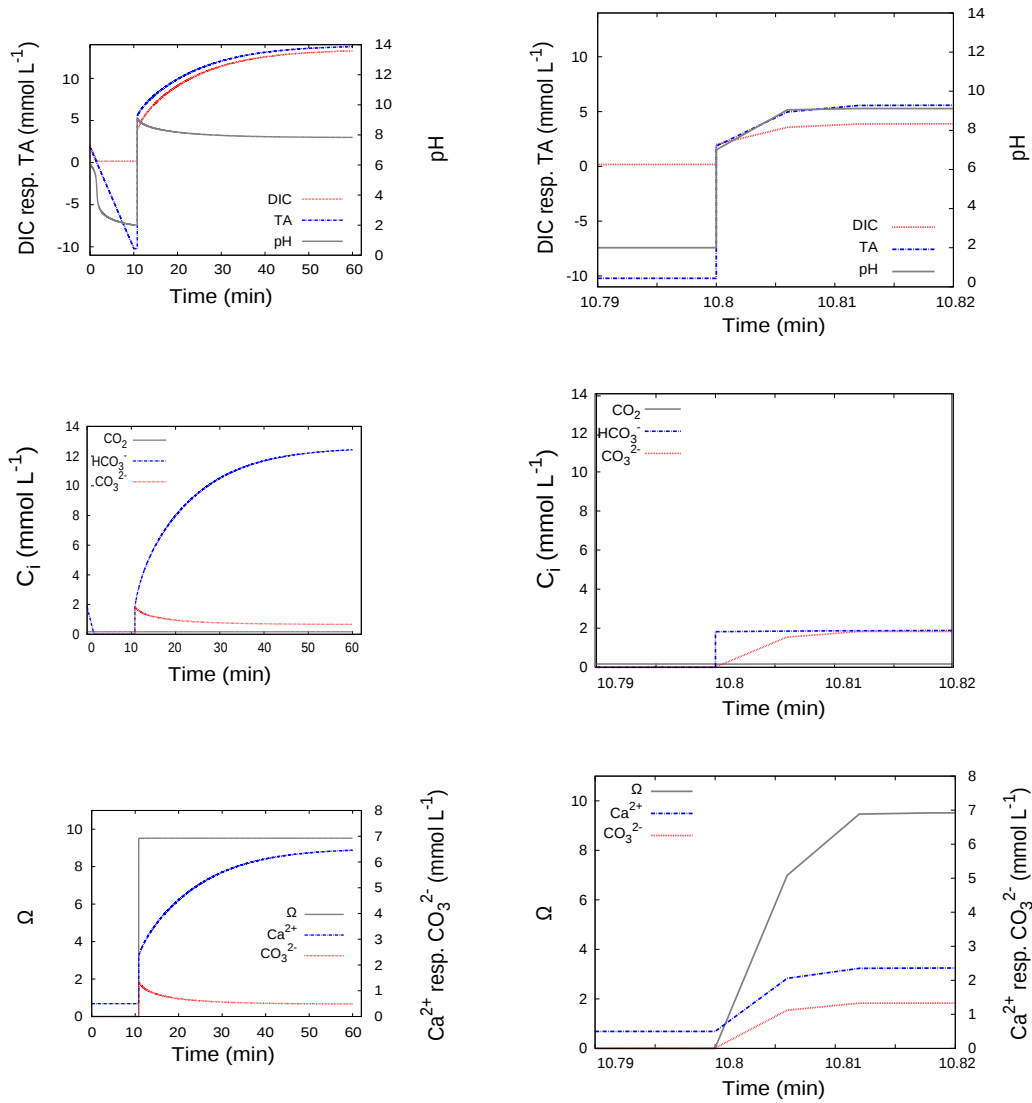 DIC resp. TA (mmol L-1)
10
5
0
-5
-10
14
12
10
8
6
4
2
0
pH
DIC
TA
pH
0 10 20 30 40 50 60
Time (min)
DIC resp. TA (mmol L-1)
10
5
0
-5
-10
14
12
10
8
6
4
2
0
pH
DIC
TA
pH
10.79 10.8 10.81 10.82
Time (min)
Ci (mmol L-1)
14
12
10
8
6
4
2
0
CO2
HCO3-
CO32-
0 10 20 30 40 50 60
Time (min)
Ci (mmol L-1)
14
12
10
8
6
4
2
0
CO2
HCO3-
CO32-
10.79 10.8 10.81 10.82
Time (min)
Ω
10
8
6
4
2
0
8
7
6
5
4
3
2
1
0
Ca2+ resp. CO32- (mmol L-1)
Ω
Ca2+
CO32-
0 10 20 30 40 50 60
Time (min)
Ω
10
8
6
4
2
0
8
7
6
5
4
3
2
1
0
Ca2+ resp. CO32- (mmol L-1)
Ω
Ca2+
CO32-
10.79 10.8 10.81 10.82
Time (min)